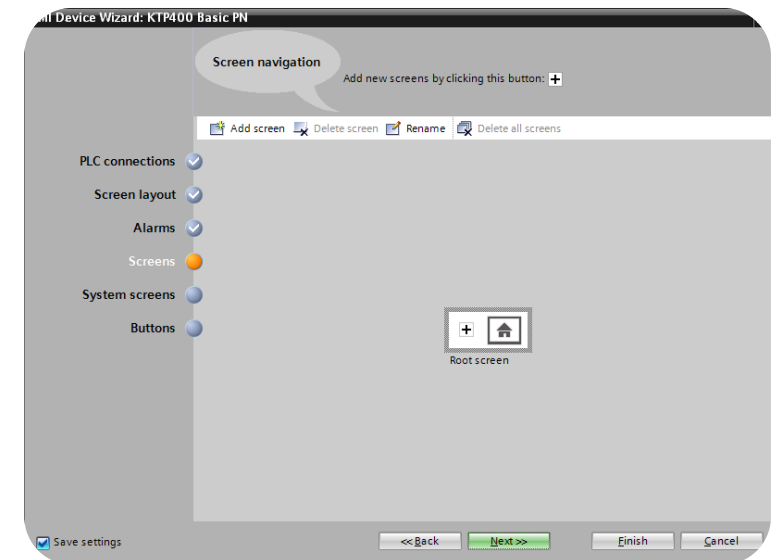 MI Device Wizard: KTP400 Basic PN
Screen navigation
Add new screens by clicking this button:
Add screen Delete screen Rename Delete all screens
PLC connections
Screen layout
Alarms
Screens
System screens
Buttons
Root screen
Save settings
<< Back Next >> Finish Cancel